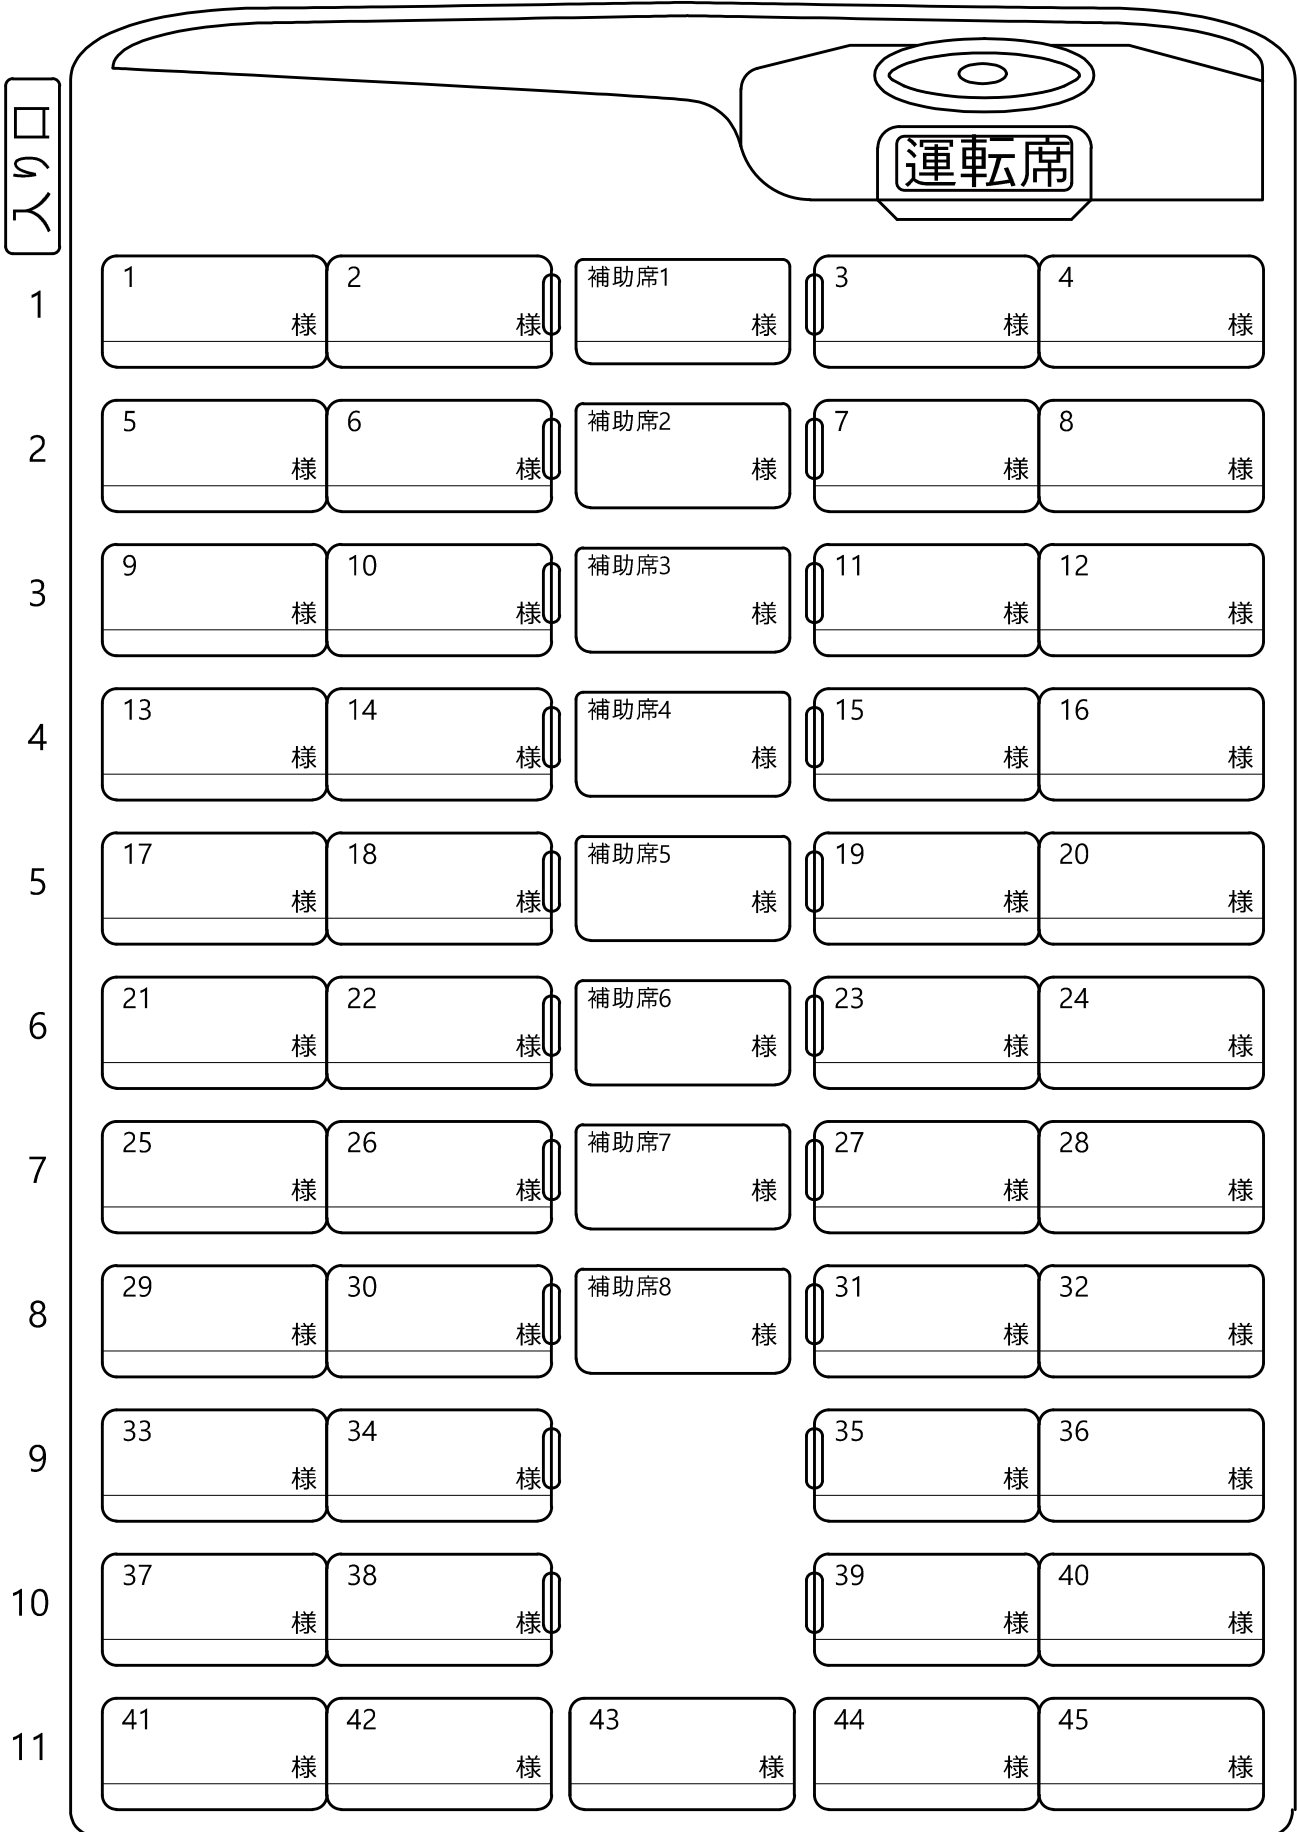 運転席
入り口
1
1 2 補助席1 3 4
様 様 様 様 様
2
5 6 補助席2 7 8
様 様 様 様 様
3
9 10 補助席3 11 12
様 様 様 様 様
4
13 14 補助席4 15 16
様 様 様 様 様
5
17 18 補助席5 19 20
様 様 様 様 様
6
21 22 補助席6 23 24
様 様 様 様 様
7
25 26 補助席7 27 28
様 様 様 様 様
8
29 30 補助席8 31 32
様 様 様 様 様
9
33 34 35 36
様 様 様 様
10
37 38 39 40
様 様 様 様
11
41 42 43 44 45
様 様 様 様 様